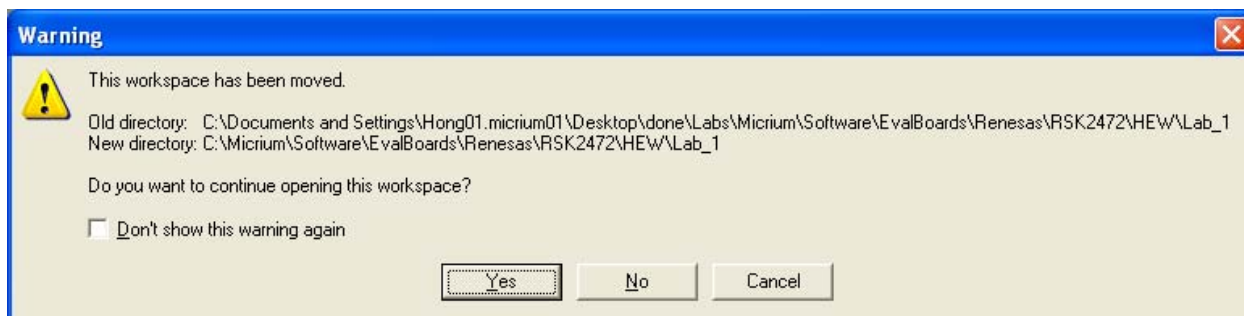 Warning
This workspace has been moved.
Old directory: C:\Documents and Settings\Hong01.micrium01\Desktop\done\Labs\Micrium\Software\EvalBoards\Renesas\RSK2472\HEW\Lab_1
New directory: C:\Micrium\Software\EvalBoards\Renesas\RSK2472\HEW\Lab_1
Do you want to continue opening this workspace?
Don't show this warning again
Yes No Cancel